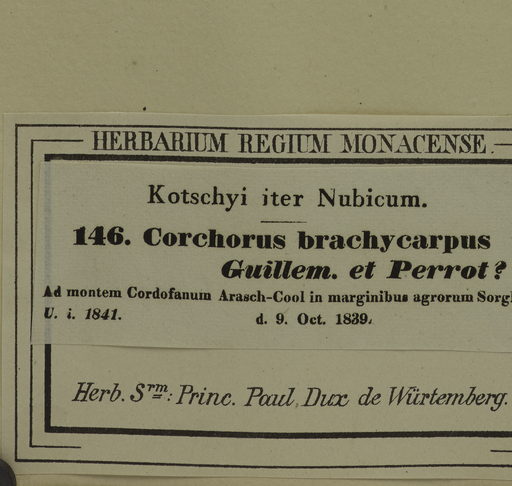 HERBARIUM REGIUM MONACENSE.
Kotschyi iter Nubicum.
146. Corchorus brachycarpus
Guillem. et Perrot?
Ad montem Cordofanum Arasch-Cool in marginibus agrorum
U. i. 1841. d. 9. Oct. 1839.
Herb. Srm: Princ. Paul, Dux de Würtemberg.